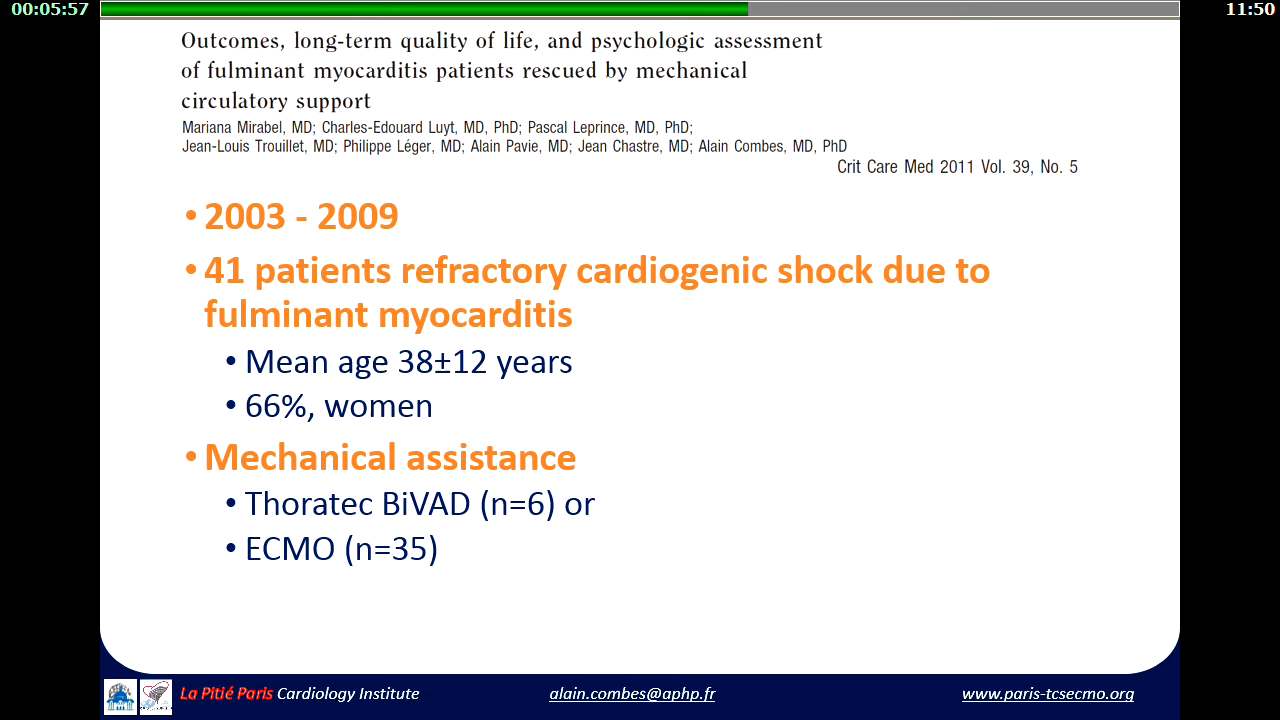 00:05:57
11:50
Outcomes, long-term quality of life, and psychologic assessment
of fulminant myocarditis patients rescued by mechanical
circulatory support
Mariana Mirabel, MD; Charles-Edouard Luyt, MD, PhD; Pascal Leprince, MD, PhD;
Jean-Louis Trouillet, MD; Philippe Léger, MD; Alain Pavie, MD; Jean Chastre, MD; Alain Combes, MD, PhD
Crit Care Med 2011 Vol. 39, No. 5
• 2003 - 2009
• 41 patients refractory cardiogenic shock due to
fulminant myocarditis
• Mean age 38±12 years
• 66%, women
• Mechanical assistance
• Thoratec BiVAD (n=6) or
• ECMO (n=35)
La Pitié Paris Cardiology Institute
alain.combes@aphp.fr
www.paris-tcsecmo.org